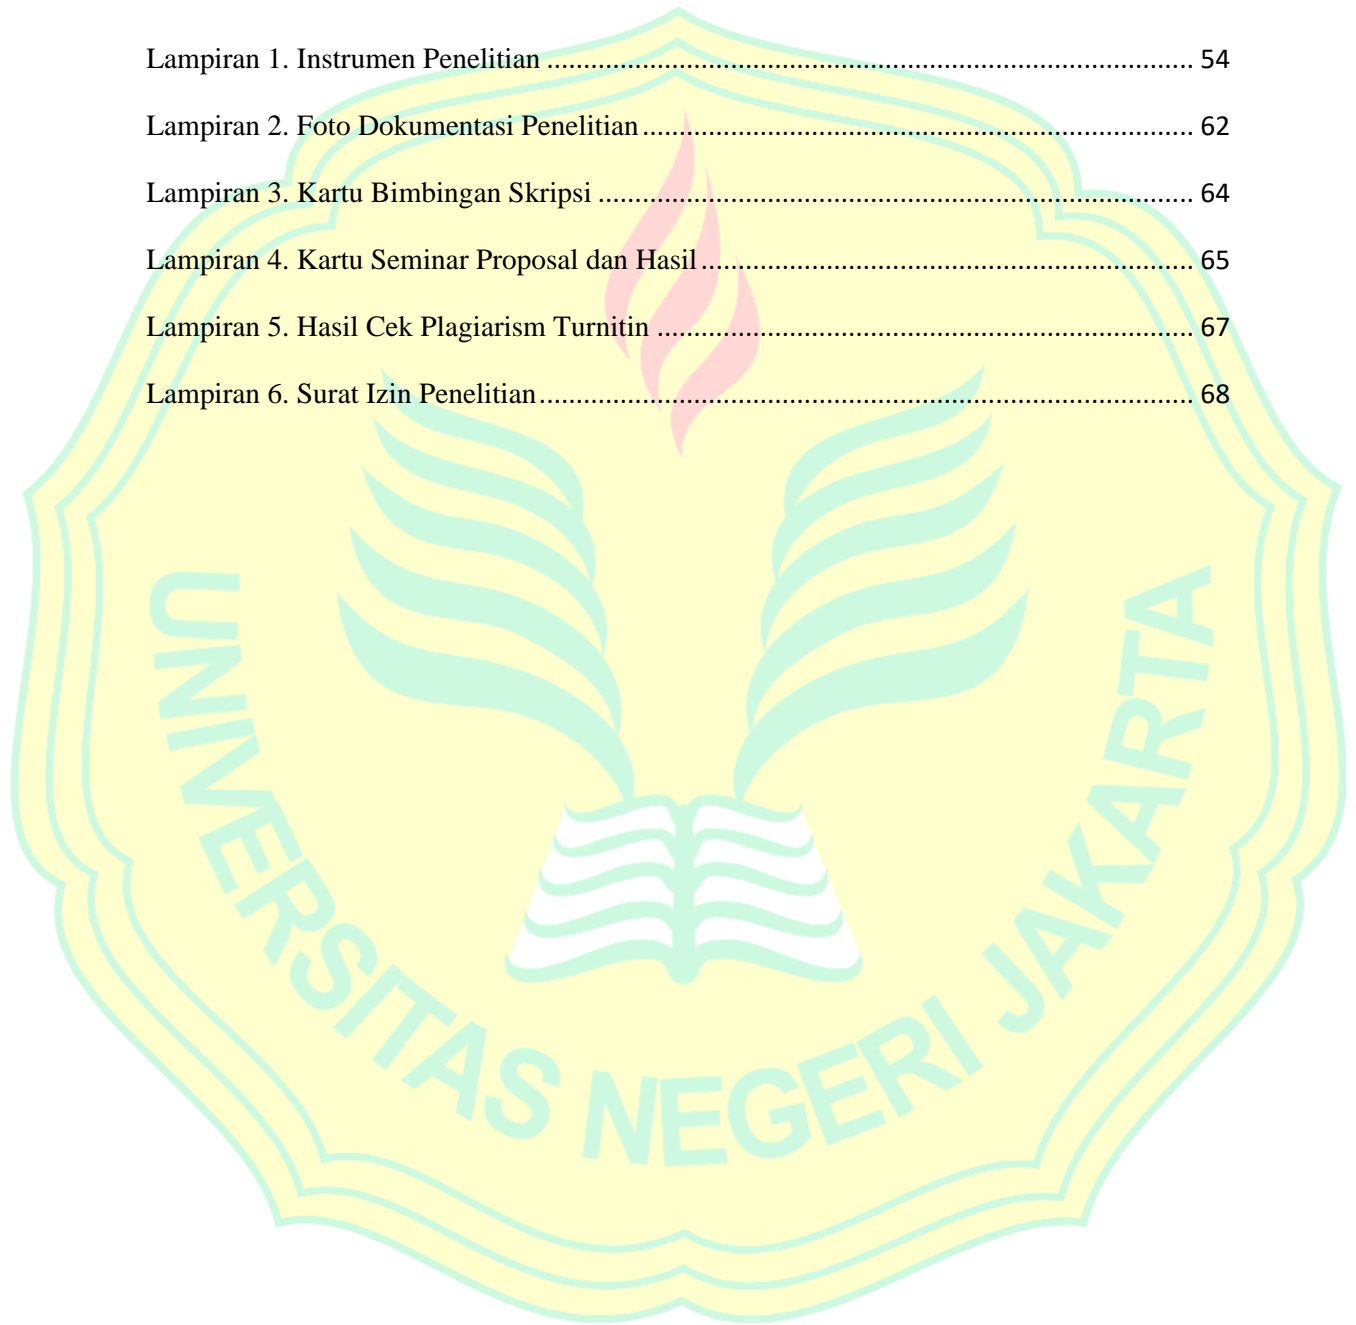 Lampiran 1. Instrumen Penelitian ........................................................................................ 54
Lampiran 2. Foto Dokumentasi Penelitian ........................................................................... 62
Lampiran 3. Kartu Bimbingan Skripsi ................................................................................. 64
Lampiran 4. Kartu Seminar Proposal dan Hasil ................................................................... 65
Lampiran 5. Hasil Cek Plagiarism Turnitin ......................................................................... 67
Lampiran 6. Surat Izin Penelitian ......................................................................................... 68
UNIVERSITAS NEGERI JAKARTA